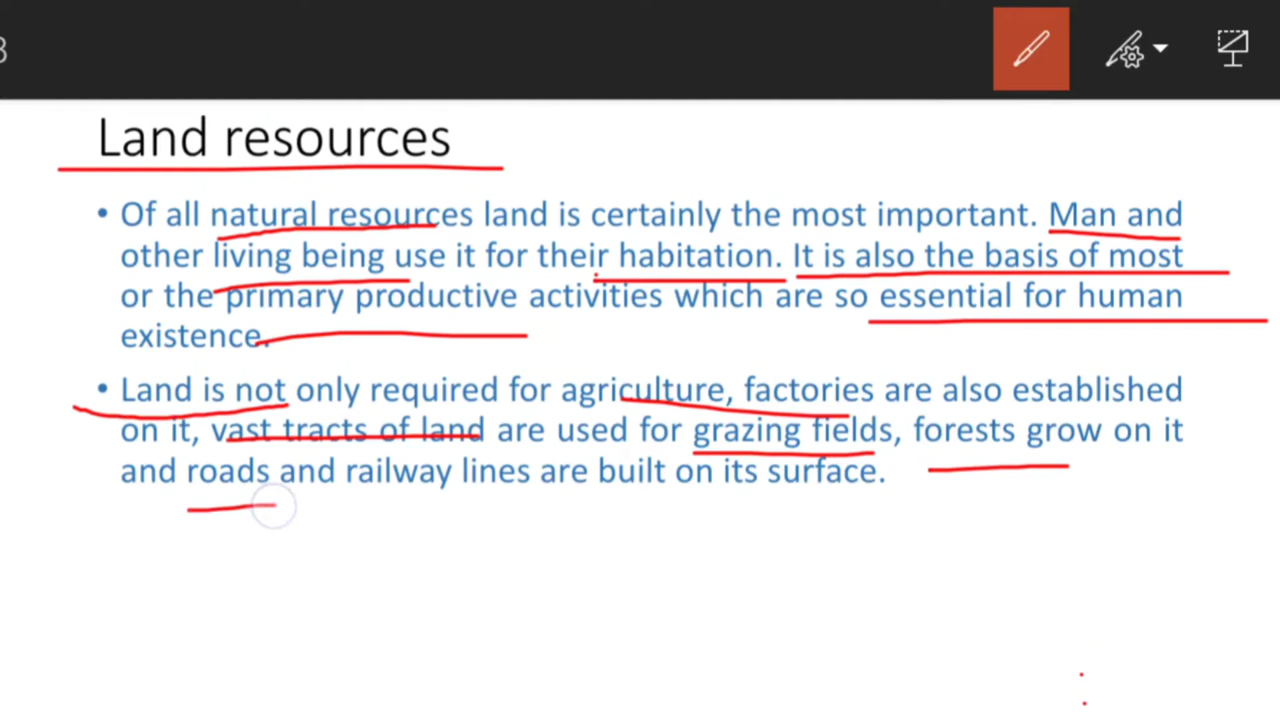 3
Land resources
• Of all natural resources land is certainly the most important. Man and
other living being use it for their habitation. It is also the basis of most
or the primary productive activities which are so essential for human
existence.
• Land is not only required for agriculture, factories are also established
on it, vast tracts of land are used for grazing fields, forests grow on it
and roads and railway lines are built on its surface.